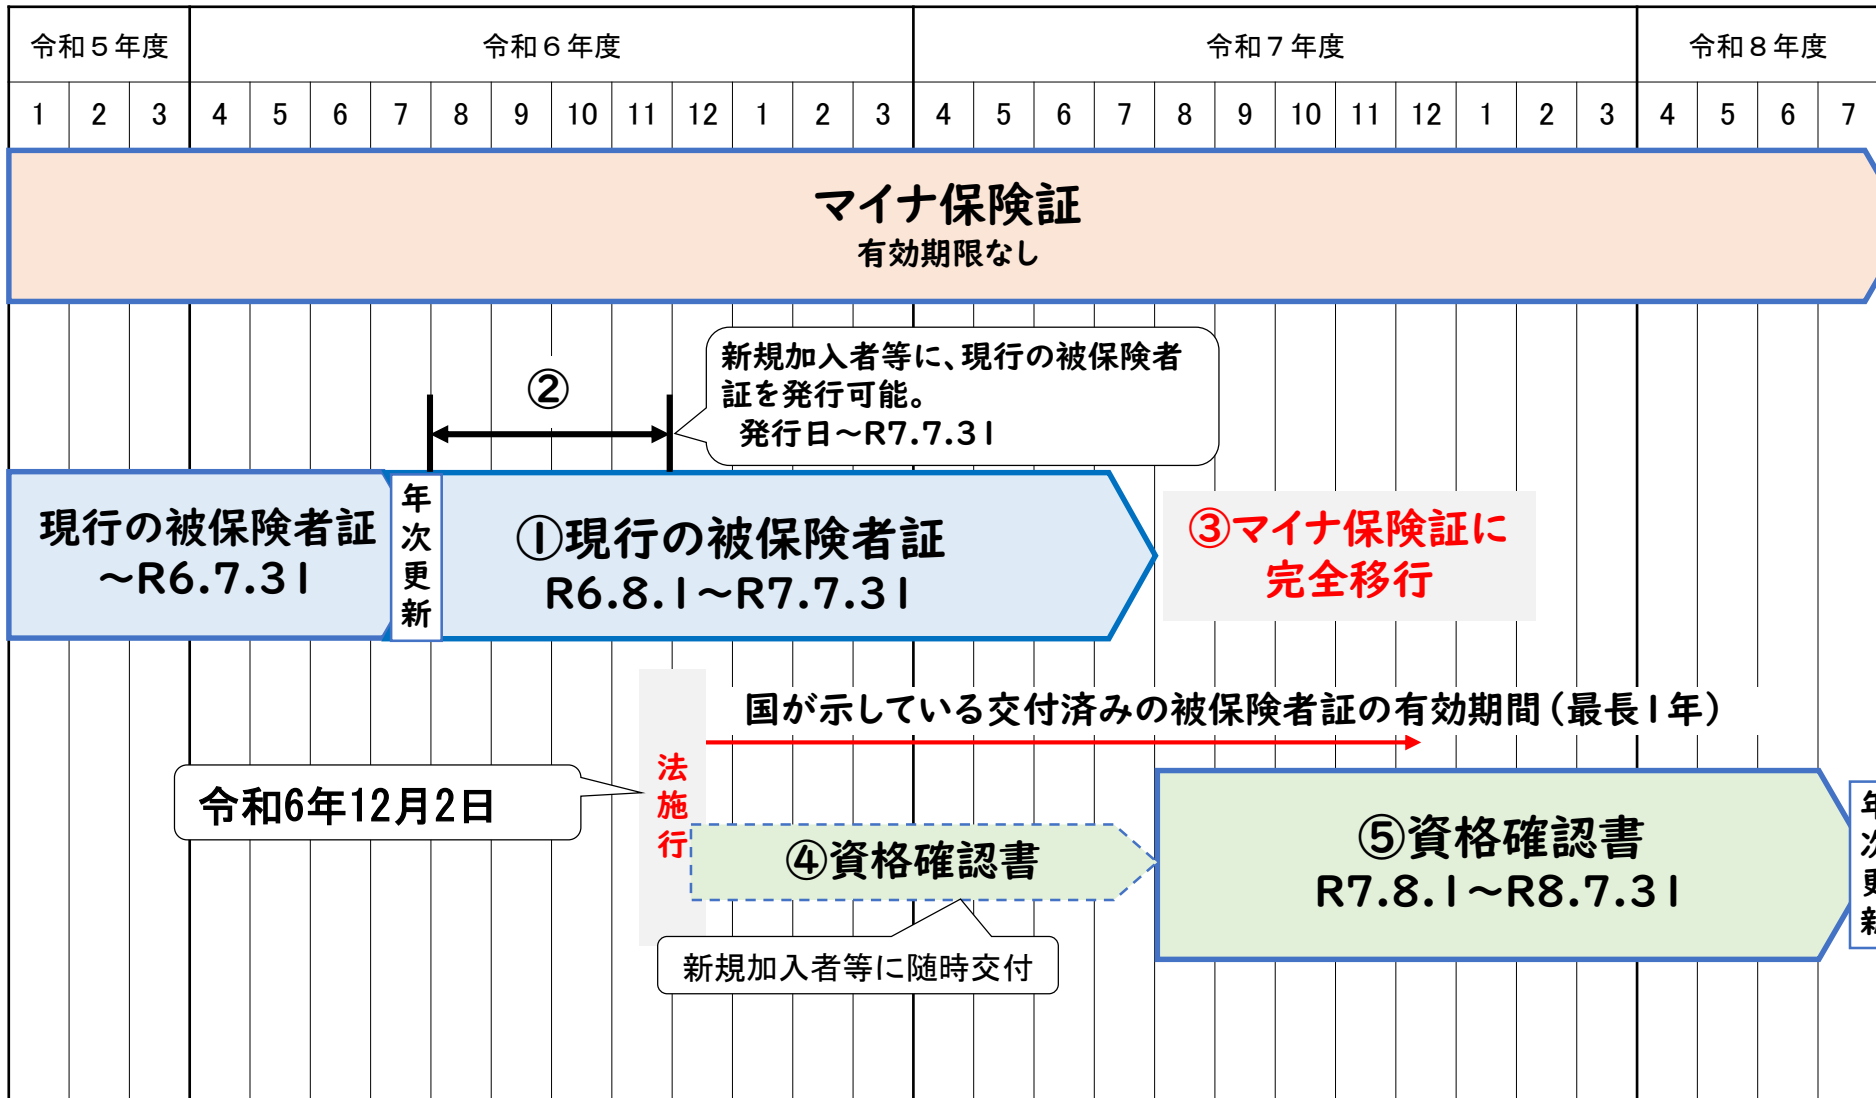 令和５年度 令和６年度 令和７年度 令和８年度
1 2 3 4 5 6 7 8 9 10 11 12 1 2 3 4 5 6 7 8 9 10 11 12 1 2 3 4 5 6 7
マイナ保険証
有効期限なし
②
新規加入者等に、現行の被保険者
証を発行可能。
発行日～R7.7.31
現行の被保険者証
～R6.7.31
年次更新
①現行の被保険者証
R6.8.1～R7.7.31
③マイナ保険証に
完全移行
国が示している交付済みの被保険者証の有効期間（最長1年）
法施行
令和6年12月2日
④資格確認書
新規加入者等に随時交付
⑤資格確認書
R7.8.1～R8.7.31
年次更新